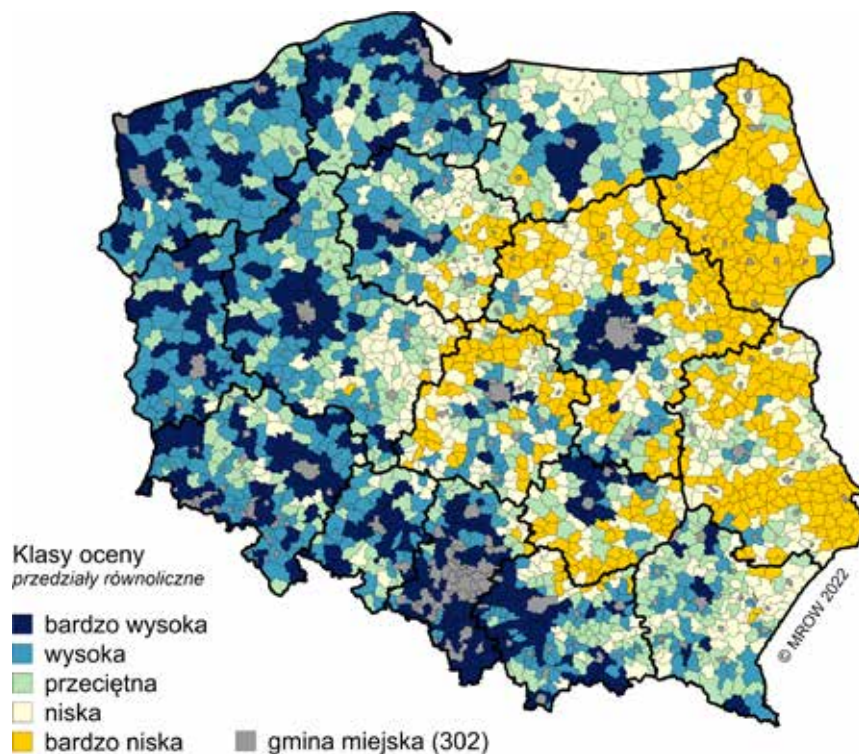 Klasy oceny
przedziały równoliczne
bardzo wysoka
wysoka
przeciętna
niska
bardzo niska
gmina miejska (302)
© MROW 2022